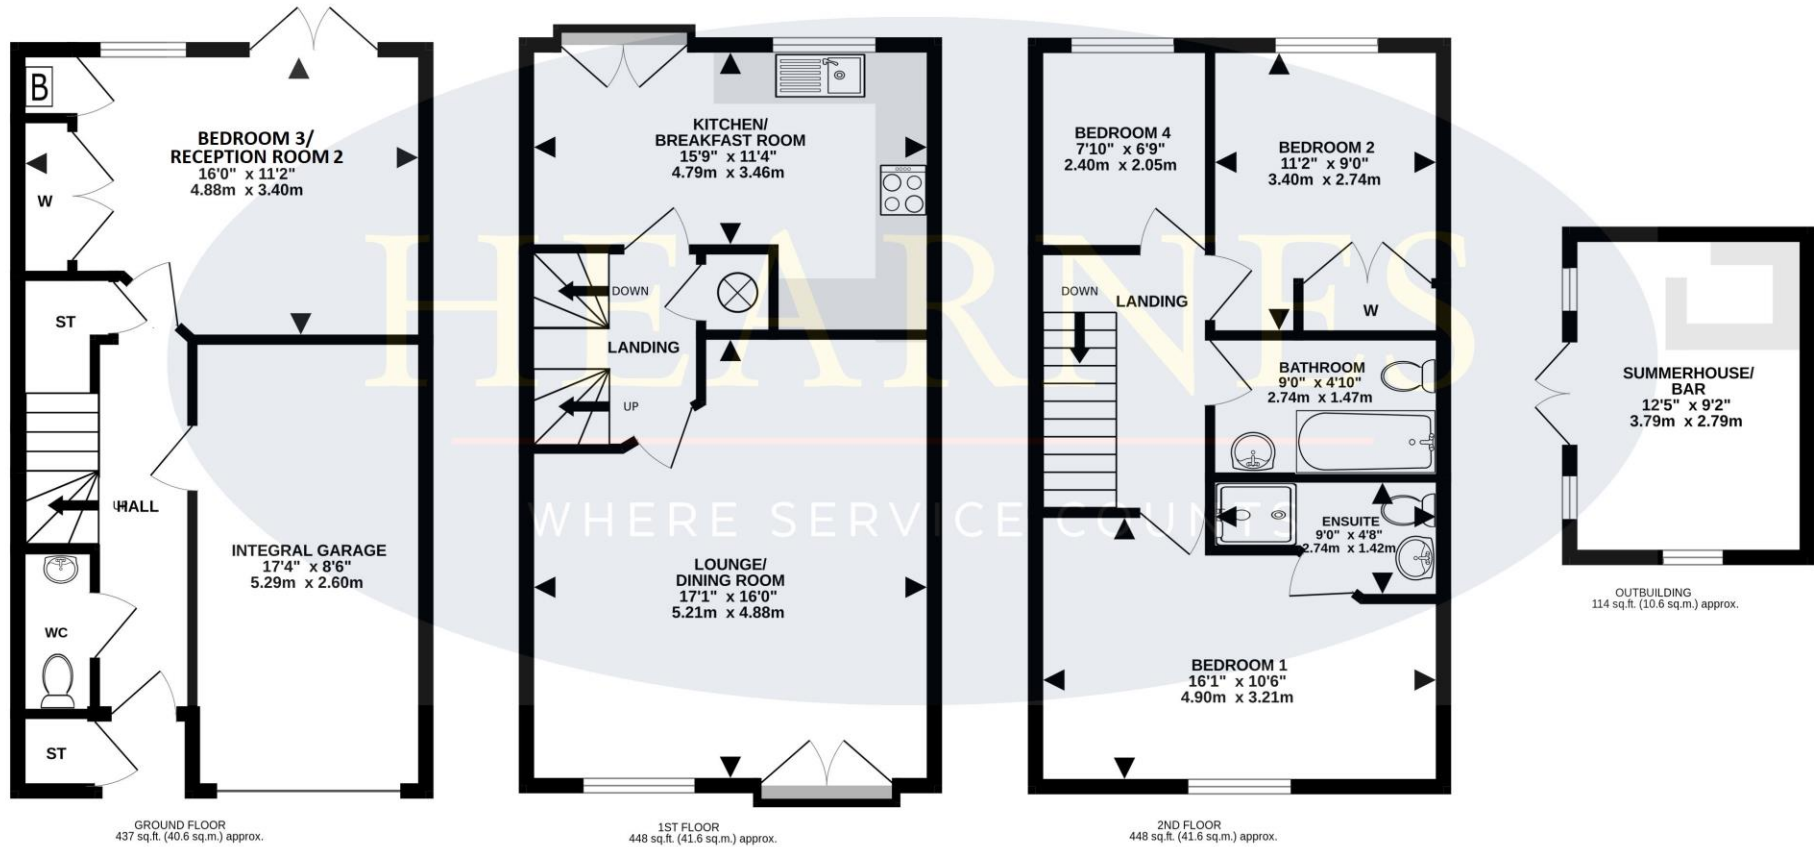 B
BEDROOM 3/
RECEPTION ROOM 2
16'0" x 11'2"
4.88m x 3.40m
W
ST
UP
HALL
INTEGRAL GARAGE
17'4" x 8'6"
5.29m x 2.60m
WC
ST
GROUND FLOOR
437 sq.ft. (40.6 sq.m.) approx.
KITCHEN/
BREAKFAST ROOM
15'9" x 11'4"
4.79m x 3.46m
DOWN
LANDING
UP
LOUNGE/
DINING ROOM
17'1" x 16'0"
5.21m x 4.88m
1ST FLOOR
448 sq.ft. (41.6 sq.m.) approx.
BEDROOM 4
7'10" x 6'9"
2.40m x 2.05m
BEDROOM 2
11'2" x 9'0"
3.40m x 2.74m
DOWN
LANDING
W
BATHROOM
9'0" x 4'10"
2.74m x 1.47m
ENSUITE
9'0" x 4'8"
2.74m x 1.42m
BEDROOM 1
16'1" x 10'6"
4.90m x 3.21m
2ND FLOOR
448 sq.ft. (41.6 sq.m.) approx.
SUMMERHOUSE/
BAR
12'5" x 9'2"
3.79m x 2.79m
OUTBUILDING
114 sq.ft. (10.6 sq.m.) approx.
HEARNES
WHERE SERVICE COUNTS